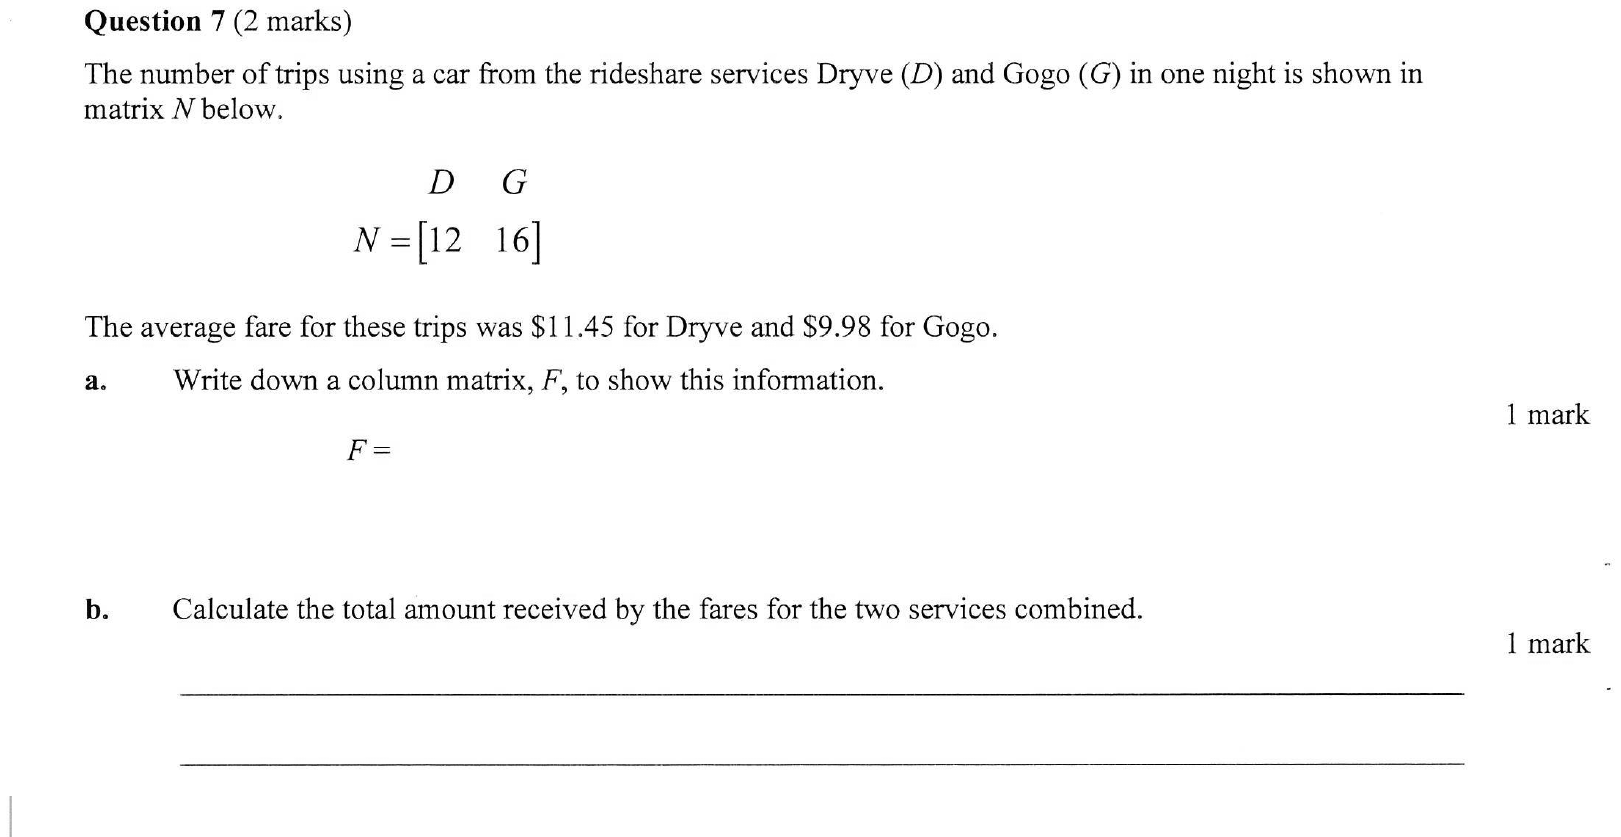 Question 7 (2 marks)
The number of trips using a car from the rideshare services Dryve (D) and Gogo (G) in one night is shown in
matrix N below.
D G
N = [12 16]
The average fare for these trips was $11.45 for Dryve and $9.98 for Gogo.
a. Write down a column matrix, F, to show this information.
1 mark
F =
b. Calculate the total amount received by the fares for the two services combined.
1 mark